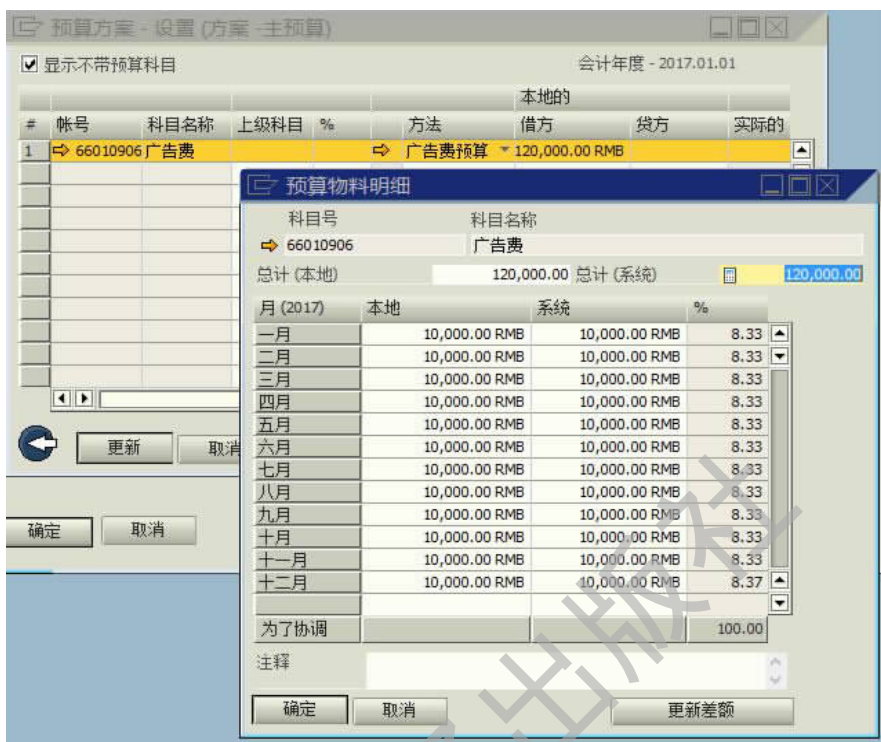 预算方案 - 设置 (方案 -主预算)
显示不带预算科目
会计年度 - 2017.01.01
本地的
# 帐号 科目名称 上级科目 % 方法 借方 贷方 实际的
1 66010906 广告费 广告费预算 120,000.00 RMB
预算物料明细
科目号 科目名称
66010906 广告费
总计 (本地) 120,000.00 总计 (系统) 120,000.00
月 (2017) 本地 系统 %
一月 10,000.00 RMB 10,000.00 RMB 8.33
二月 10,000.00 RMB 10,000.00 RMB 8.33
三月 10,000.00 RMB 10,000.00 RMB 8.33
四月 10,000.00 RMB 10,000.00 RMB 8.33
五月 10,000.00 RMB 10,000.00 RMB 8.33
六月 10,000.00 RMB 10,000.00 RMB 8.33
七月 10,000.00 RMB 10,000.00 RMB 8.33
八月 10,000.00 RMB 10,000.00 RMB 8.33
九月 10,000.00 RMB 10,000.00 RMB 8.33
十月 10,000.00 RMB 10,000.00 RMB 8.33
十一月 10,000.00 RMB 10,000.00 RMB 8.33
十二月 10,000.00 RMB 10,000.00 RMB 8.37
为了协调 100.00
注释
确定 取消 更新差额
更新 取消
确定 取消
出版社